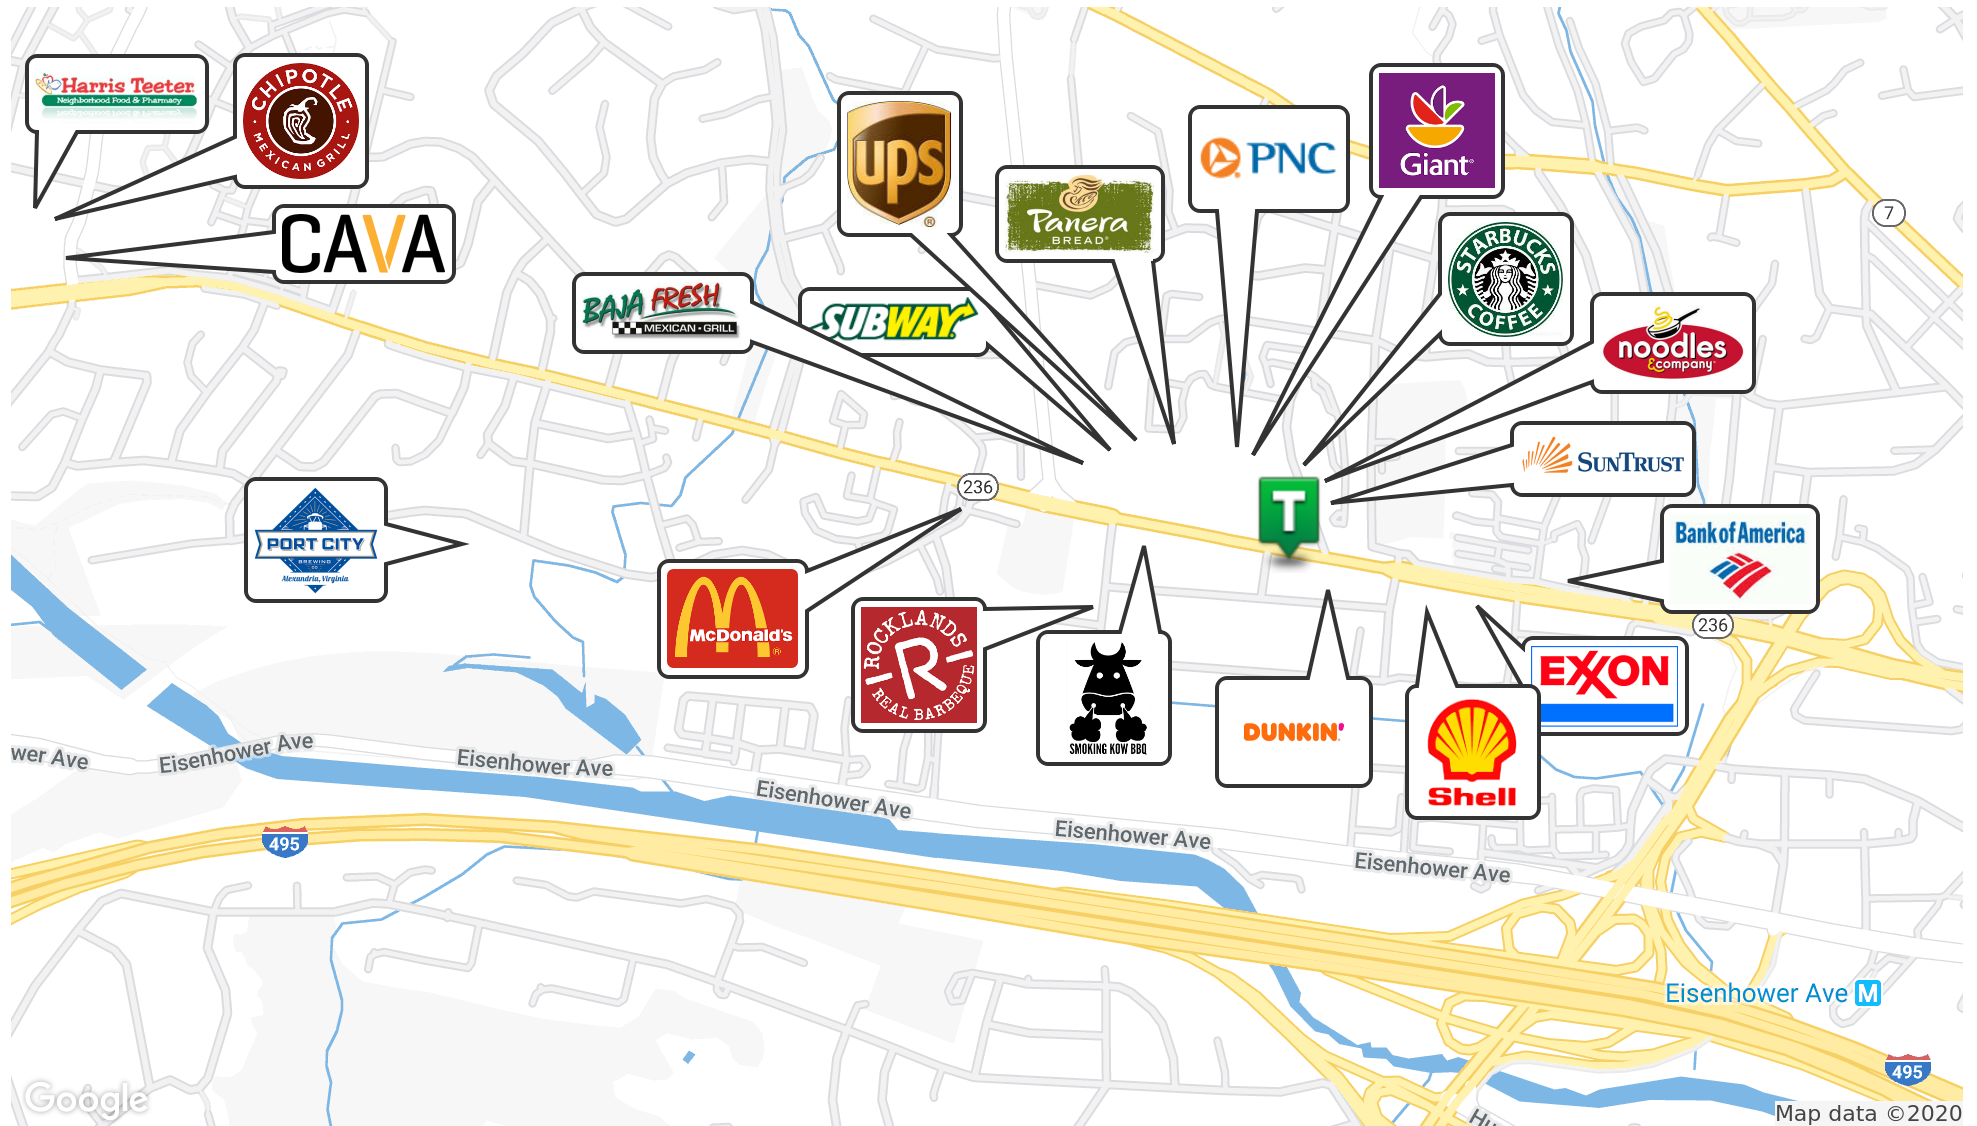 Harris Teeter
Neighborhood Food & Pharmacy
CHIPOTLE
MEXICAN GRILL
CAVA
ups
®
Panera
BREAD®
PNC
Giant®
7
STARBUCKS
COFFEE
BAJA FRESH
MEXICAN • GRILL
SUBWAY
noodles
& company
SUNTRUST
236
T
PORT CITY
BREWING
CO
Alexandria, Virginia
Bank of America
McDonald's
®
ROCKLANDS
R
REAL BARBEQUE
SMOKING KOW BBQ
DUNKIN'
EXXON
Shell
236
wer Ave
Eisenhower Ave
Eisenhower Ave
Eisenhower Ave
Eisenhower Ave
Eisenhower Ave
495
Eisenhower Ave M
495
Google
Hu
Map data ©2020